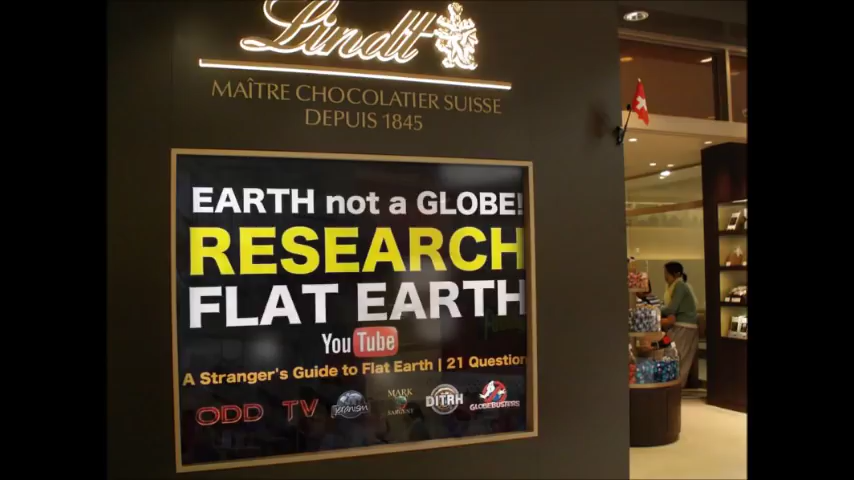 Lindt
MAÎTRE CHOCOLATIER SUISSE
DEPUIS 1845
EARTH not a GLOBE!
RESEARCH
FLAT EARTH
YouTube
A Stranger's Guide to Flat Earth | 21 Question
ODD TV jeranism MARK SARGENT DITRH GLOBEBUSTERS